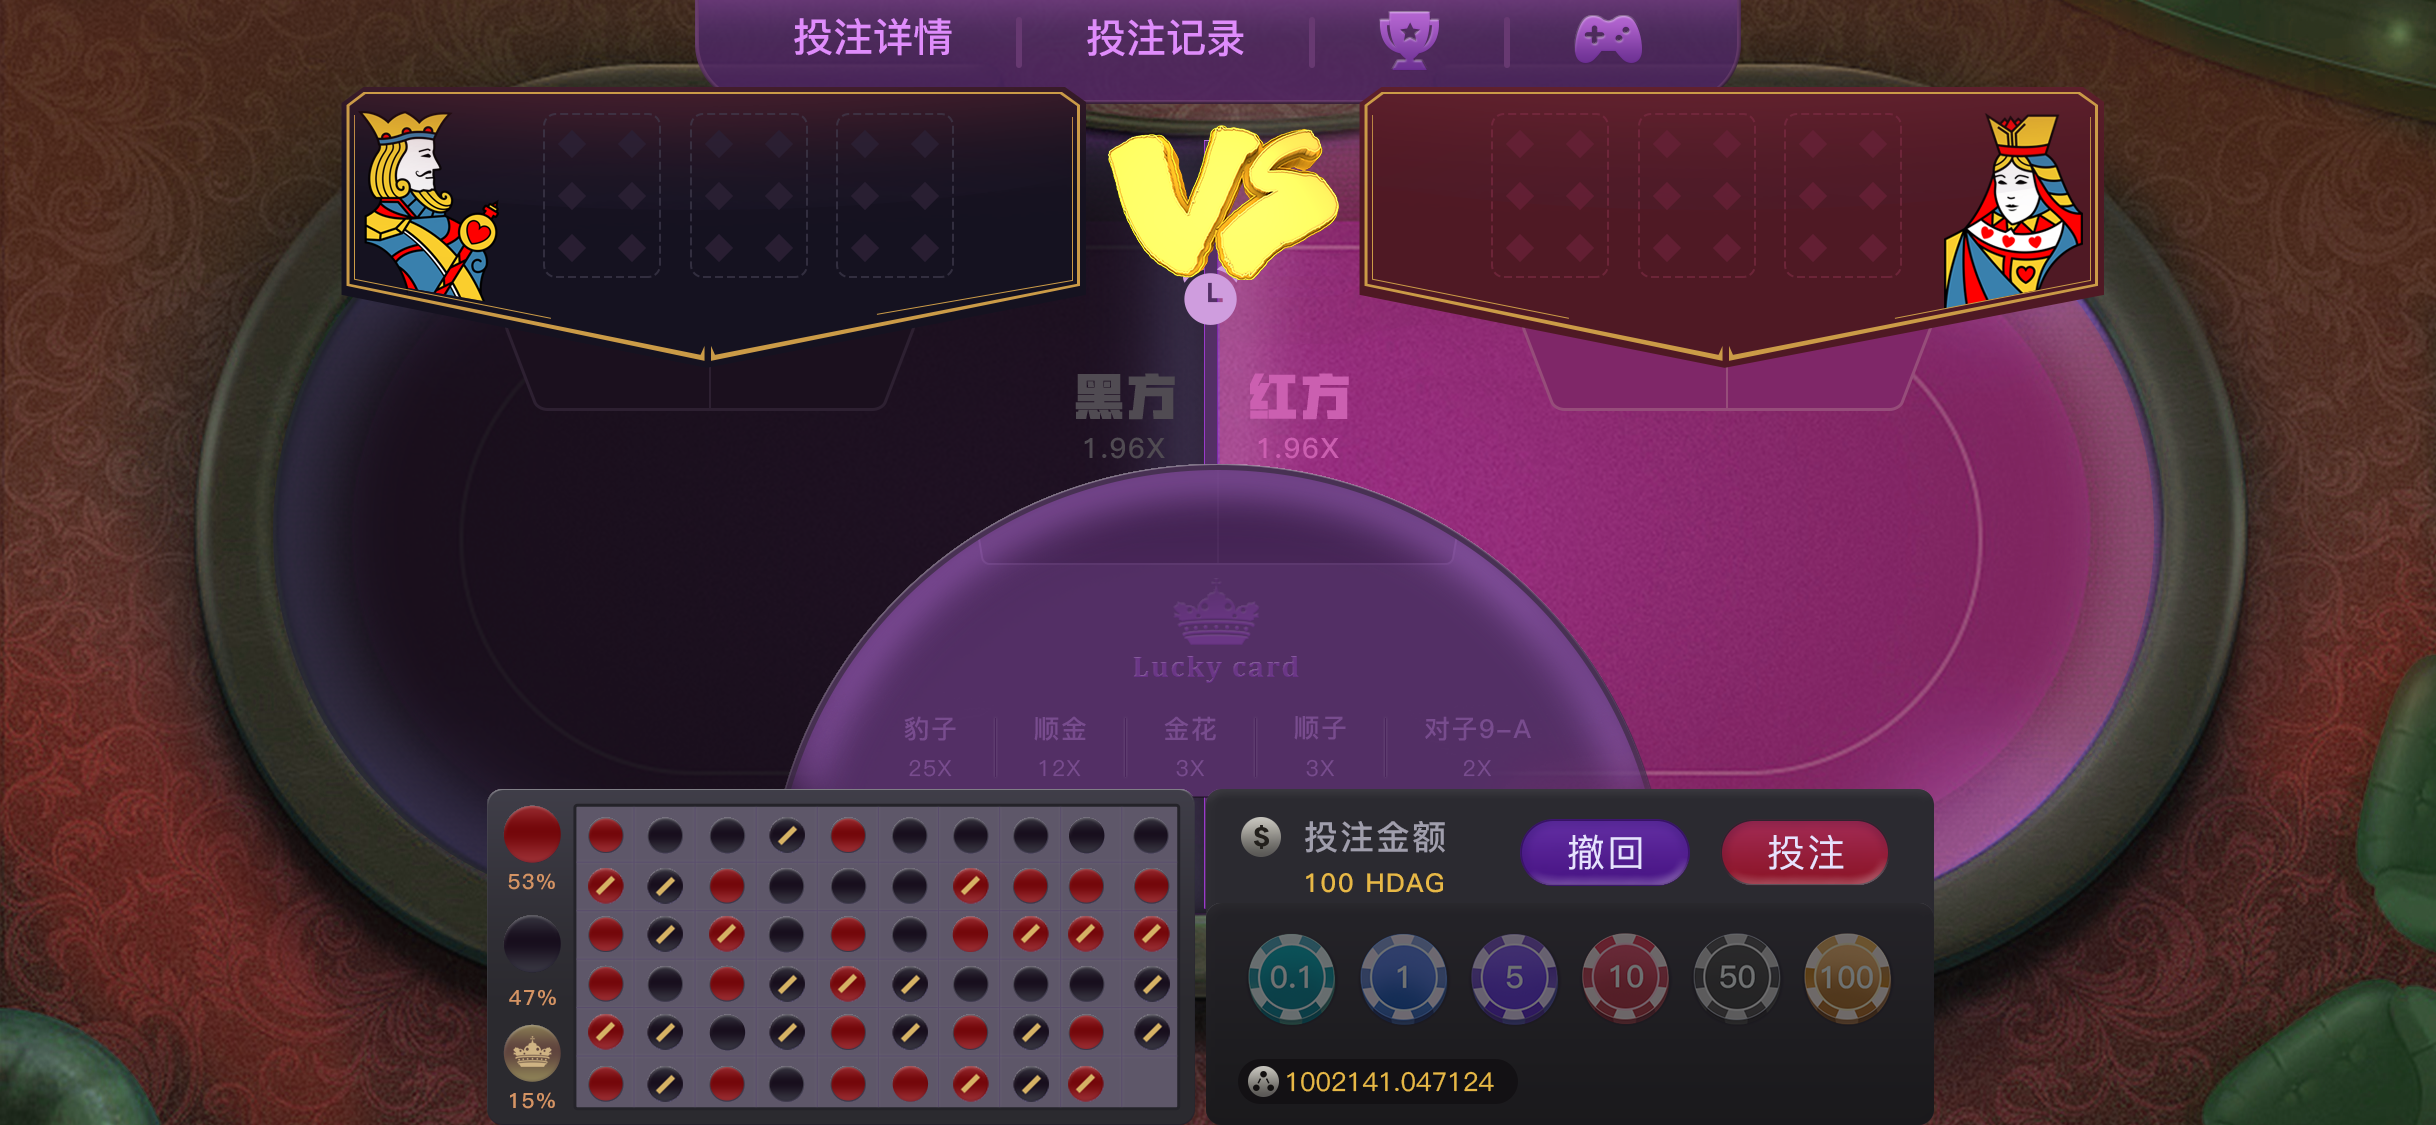 投注详情
投注记录
VS
黑方
红方
1.96X
1.96X
Lucky card
豹子
顺金
金花
顺子
对子9-A
25X
12X
3X
3X
2X
53%
47%
15%
$
投注金额
100 HDAG
撤回
投注
0.1
1
5
10
50
100
1002141.047124